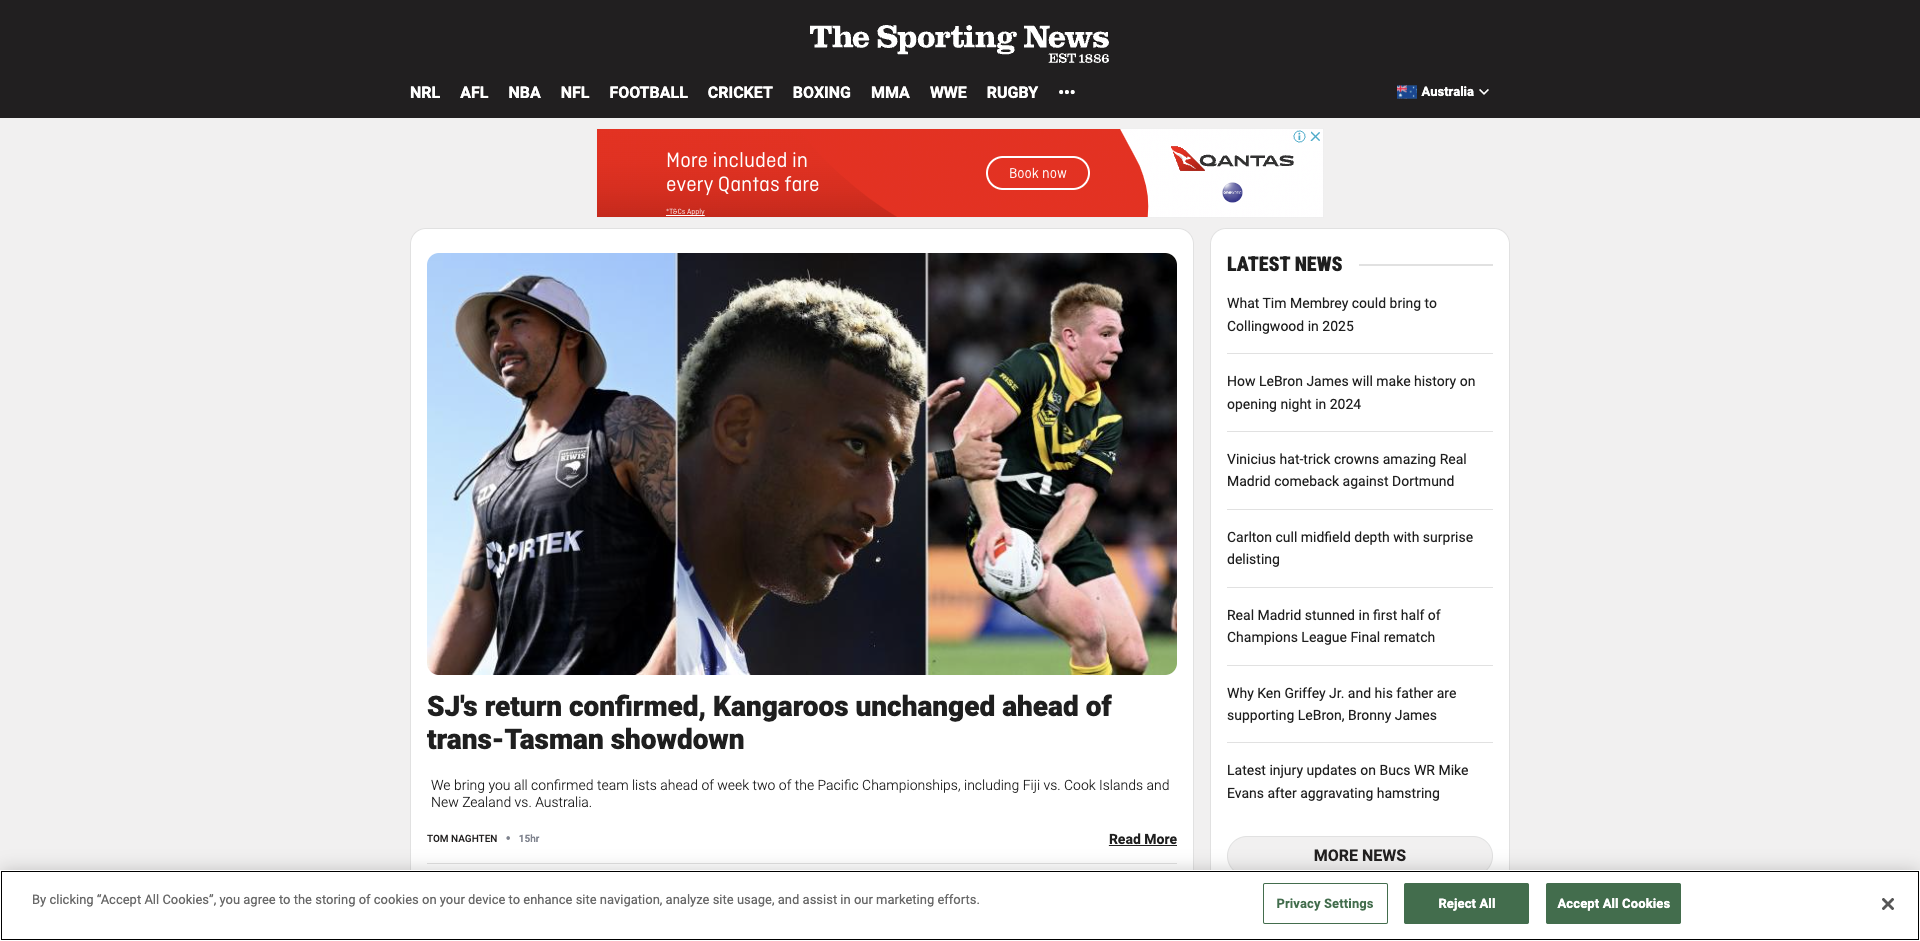 The Sporting News
EST 1886
NRL AFL NBA NFL FOOTBALL CRICKET BOXING MMA WWE RUGBY •••
Australia
More included in
every Qantas fare
*T&Cs Apply
Book now
QANTAS
RISE
KIWIS
PIRTEK
SJ's return confirmed, Kangaroos unchanged ahead of
trans-Tasman showdown
We bring you all confirmed team lists ahead of week two of the Pacific Championships, including Fiji vs. Cook Islands and
New Zealand vs. Australia.
TOM NAGHTEN • 15hr
Read More
LATEST NEWS
What Tim Membrey could bring to
Collingwood in 2025
How LeBron James will make history on
opening night in 2024
Vinicius hat-trick crowns amazing Real
Madrid comeback against Dortmund
Carlton cull midfield depth with surprise
delisting
Real Madrid stunned in first half of
Champions League Final rematch
Why Ken Griffey Jr. and his father are
supporting LeBron, Bronny James
Latest injury updates on Bucs WR Mike
Evans after aggravating hamstring
MORE NEWS
By clicking “Accept All Cookies”, you agree to the storing of cookies on your device to enhance site navigation, analyze site usage, and assist in our marketing efforts.
Privacy Settings
Reject All
Accept All Cookies